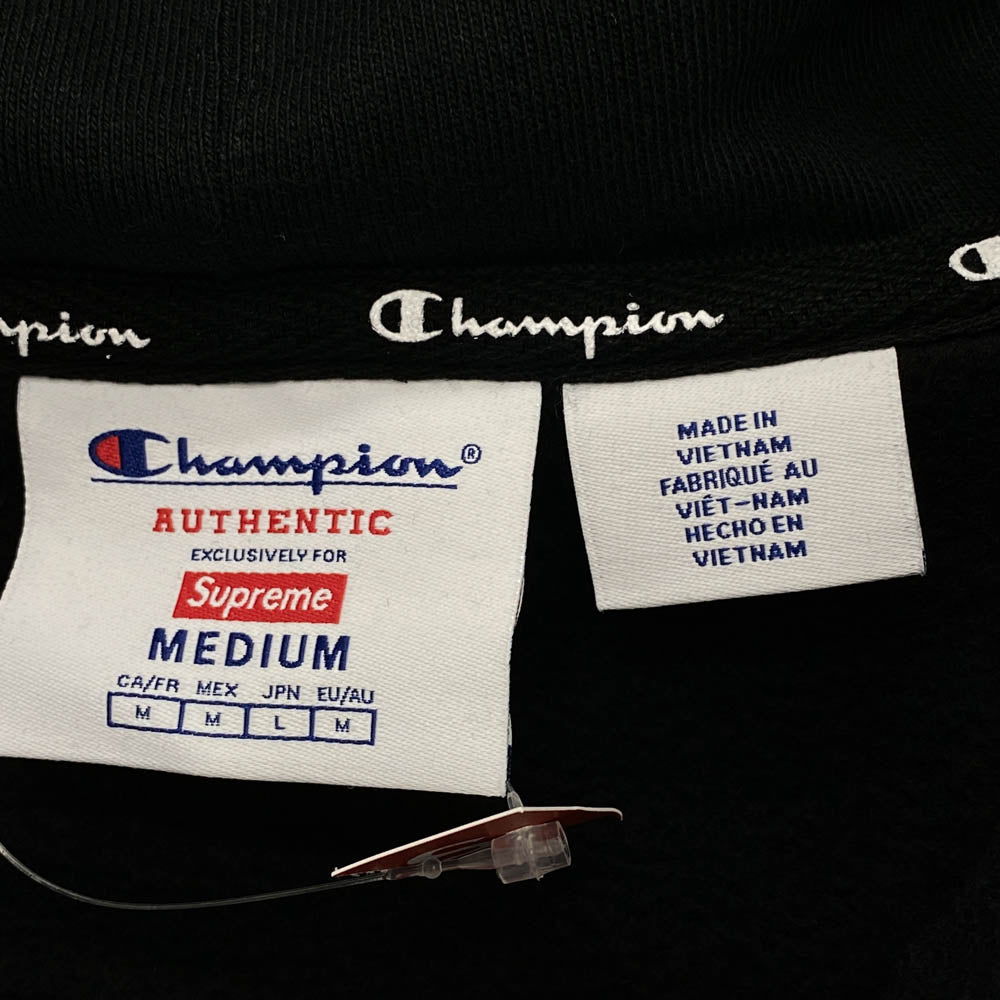 mpion
Champion
Champion®
AUTHENTIC
EXCLUSIVELY FOR
Supreme
MEDIUM
CA/FR MEX JPN EU/AU
M M L M
MADE IN
VIETNAM
FABRIQUÉ AU
VIÊT-NAM
HECHO EN
VIETNAM